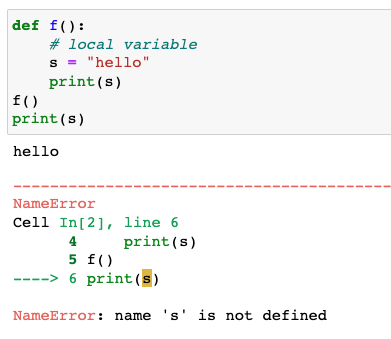 def f():
    # local variable
    s = "hello"
    print(s)
f()
print(s)
hello
-----------------------------------------
NameError
Cell In[2], line 6
      4     print(s)
      5 f()
----> 6 print(s)

NameError: name 's' is not defined